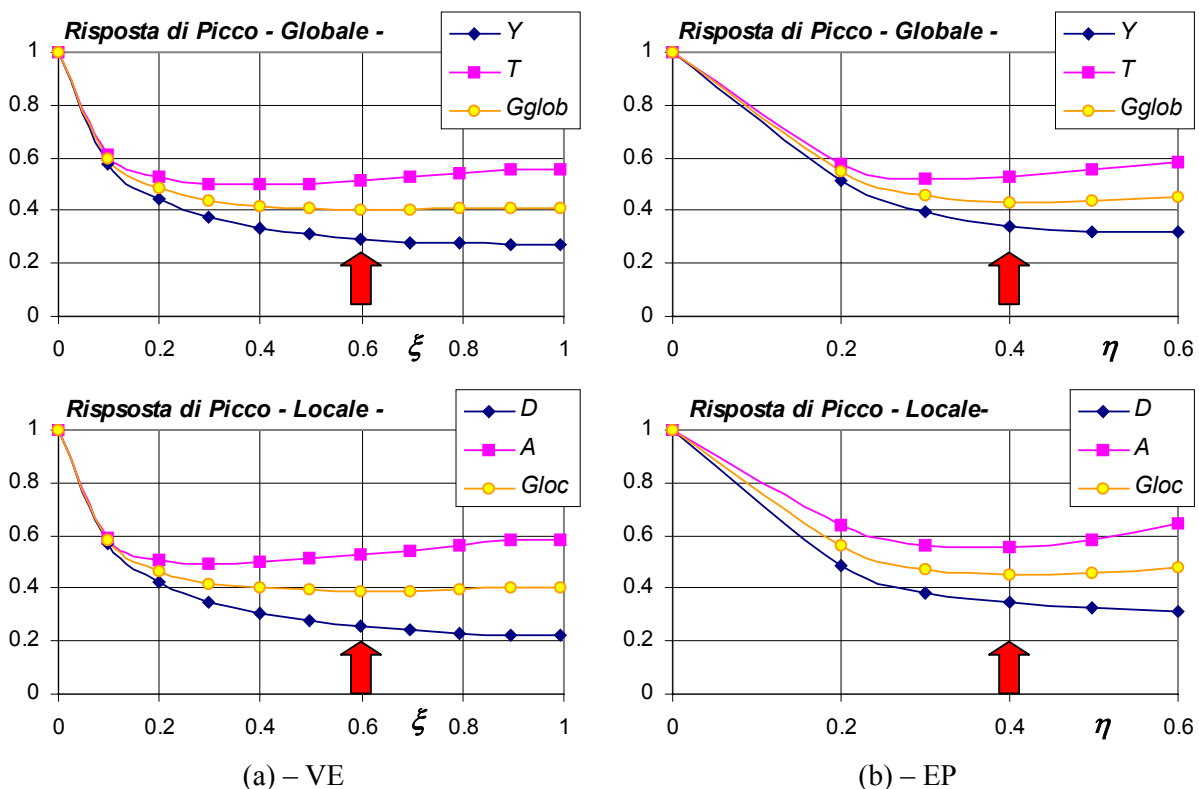 Risposta di Picco - Globale -
Y
T
Gglob
1
0.8
0.6
0.4
0.2
0
0 0.2 0.4 0.6 0.8 1
ξ
Risposta di Picco - Globale -
Y
T
Gglob
1
0.8
0.6
0.4
0.2
0
0 0.2 0.4 0.6
η
Rispsosta di Picco - Locale -
D
A
Gloc
1
0.8
0.6
0.4
0.2
0
0 0.2 0.4 0.6 0.8 1
ξ
Risposta di Picco - Locale-
D
A
Gloc
1
0.8
0.6
0.4
0.2
0
0 0.2 0.4 0.6
η
(a) – VE
(b) – EP